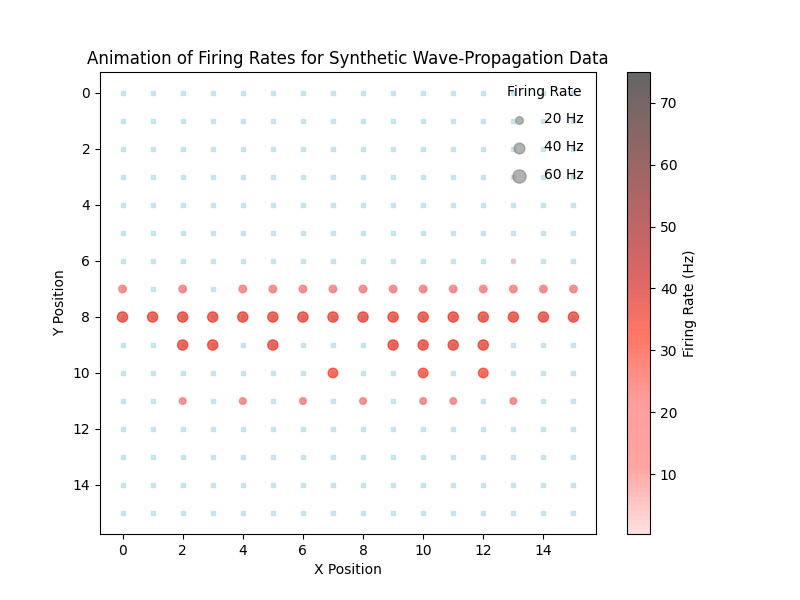 Animation of Firing Rates for Synthetic Wave-Propagation Data
Firing Rate
20 Hz
40 Hz
60 Hz
0
2
4
6
8
10
12
14
Y Position
0 2 4 6 8 10 12 14
X Position
70
60
50
40
30
20
10
Firing Rate (Hz)